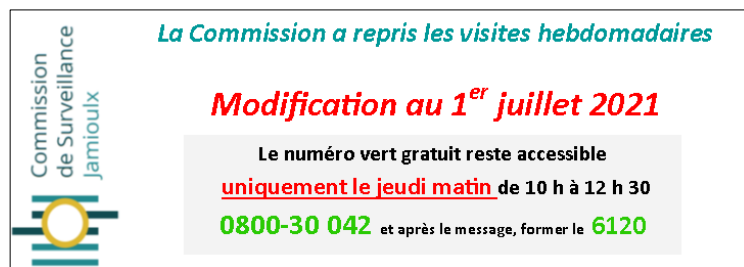 Commission
de Surveillance
Jamioulx
La Commission a repris les visites hebdomadaires
Modification au 1er juillet 2021
Le numéro vert gratuit reste accessible
uniquement le jeudi matin de 10 h à 12 h 30
0800-30 042 et après le message, former le 6120